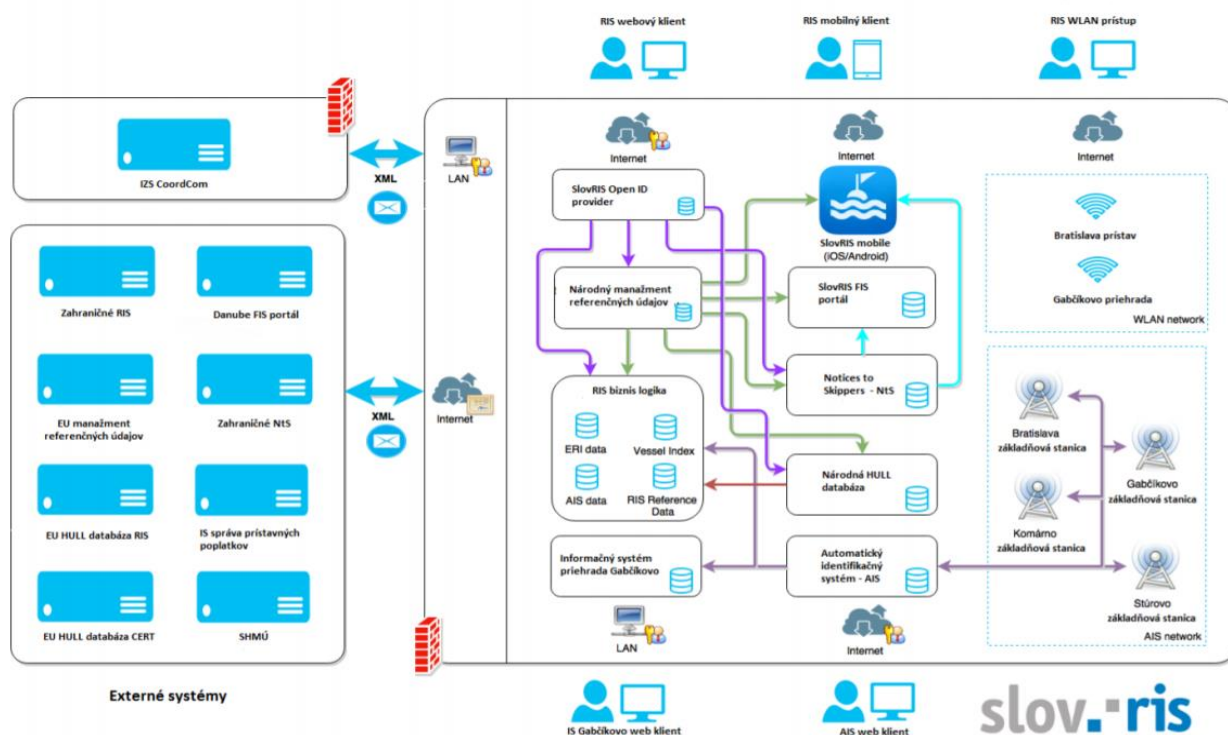 RIS webový klient
RIS mobilný klient
RIS WLAN prístup
IZS CoordCom
XML
LAN
Internet
Internet
Internet
SlovRIS Open ID
provider
SlovRIS mobile
(iOS/Android)
Bratislava prístav
Gabčíkovo priehrada
WLAN network
Zahraničné RIS
Danube FIS portál
Národný manažment
referenčných údajov
SlovRIS FIS
portál
EU manažment
referenčných údajov
Zahraničné NtS
XML
Internet
RIS biznis logika
ERI data
Vessel Index
AIS data
RIS Reference
Data
Notices to
Skippers - NtS
Národná HULL
databáza
Bratislava
základňová stanica
Gabčíkovo
základňová stanica
Komárno
základňová stanica
Stúrovo
základňová stanica
AIS network
EU HULL databáza RIS
IS správa prístavných
poplatkov
EU HULL databáza CERT
SHMÚ
Informačný systém
priehrada Gabčíkovo
Automatický
identifikačný
systém - AIS
LAN
Internet
Externé systémy
IS Gabčíkovo web klient
AIS web klient
slov.ris